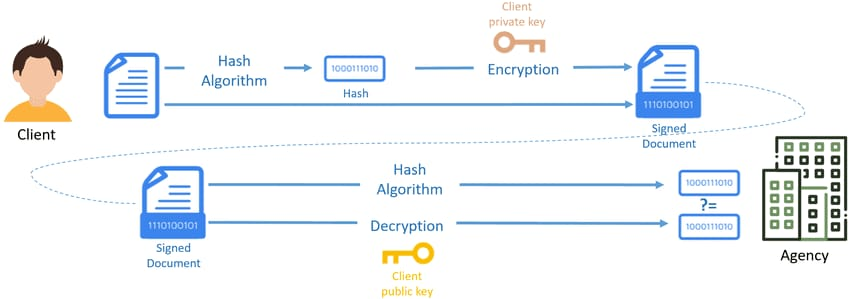 Client
private key
Hash
Algorithm
1000111010
Hash
Encryption
1110100101
Signed
Document
Client
Hash
Algorithm
1000111010
?=
1000111010
1110100101
Signed
Document
Decryption
Client
public key
Agency